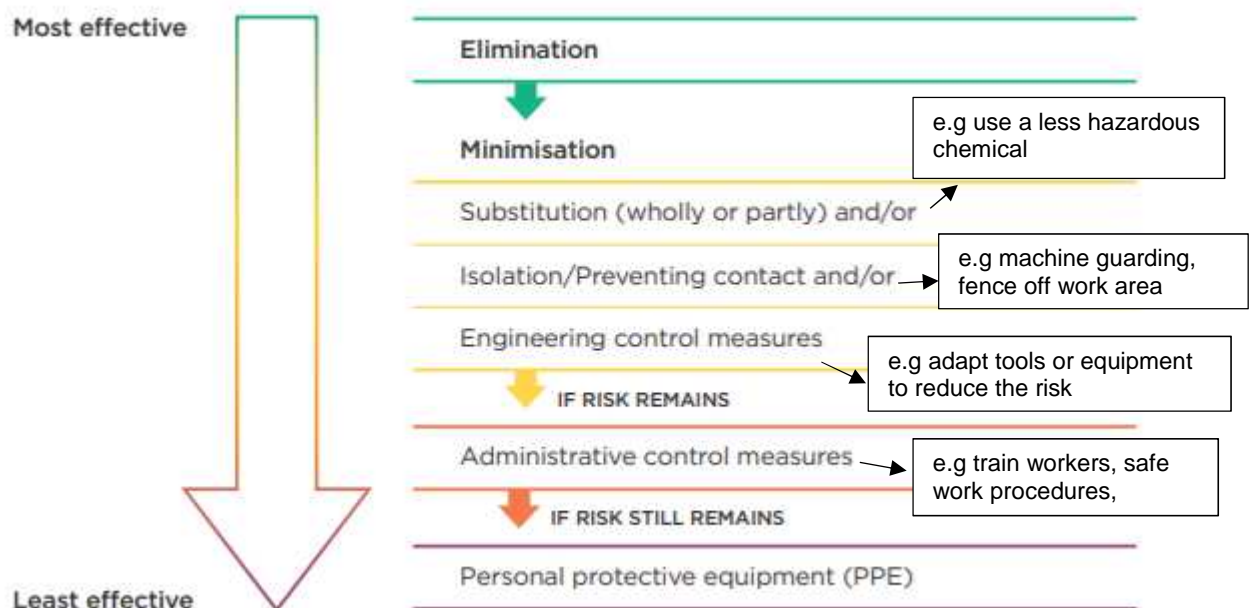 Most effective
Elimination
Minimisation
e.g use a less hazardous
chemical
Substitution (wholly or partly) and/or
Isolation/Preventing contact and/or
e.g machine guarding,
fence off work area
Engineering control measures
e.g adapt tools or equipment
to reduce the risk
IF RISK REMAINS
Administrative control measures
e.g train workers, safe
work procedures,
IF RISK STILL REMAINS
Personal protective equipment (PPE)
Least effective